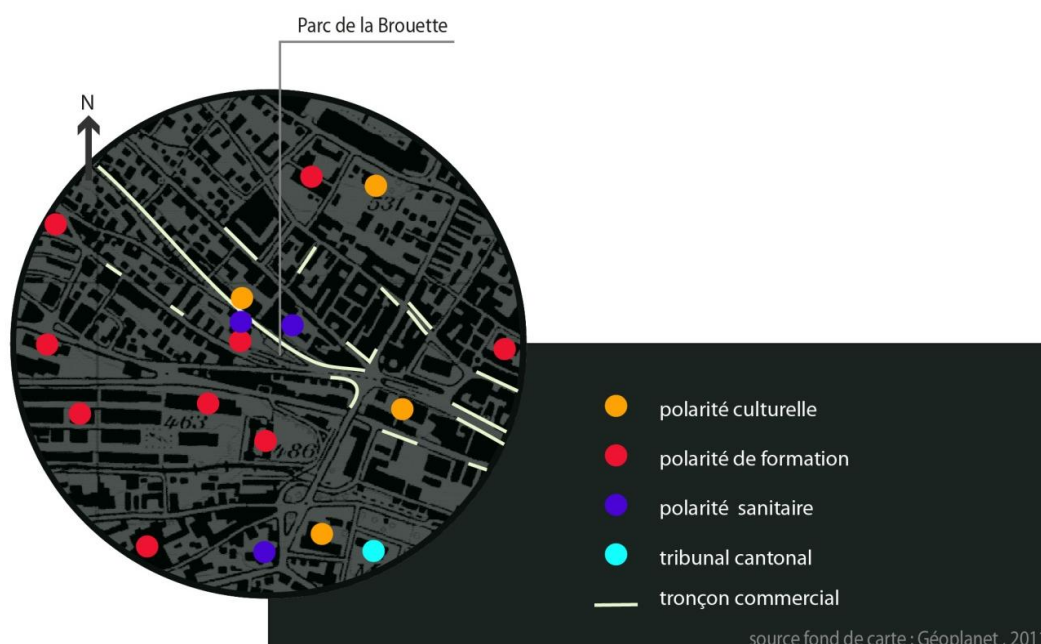 Parc de la Brouette
N
531
463
486
polarité culturelle
polarité de formation
polarité sanitaire
tribunal cantonal
tronçon commercial
source fond de carte : Géoplanet , 201